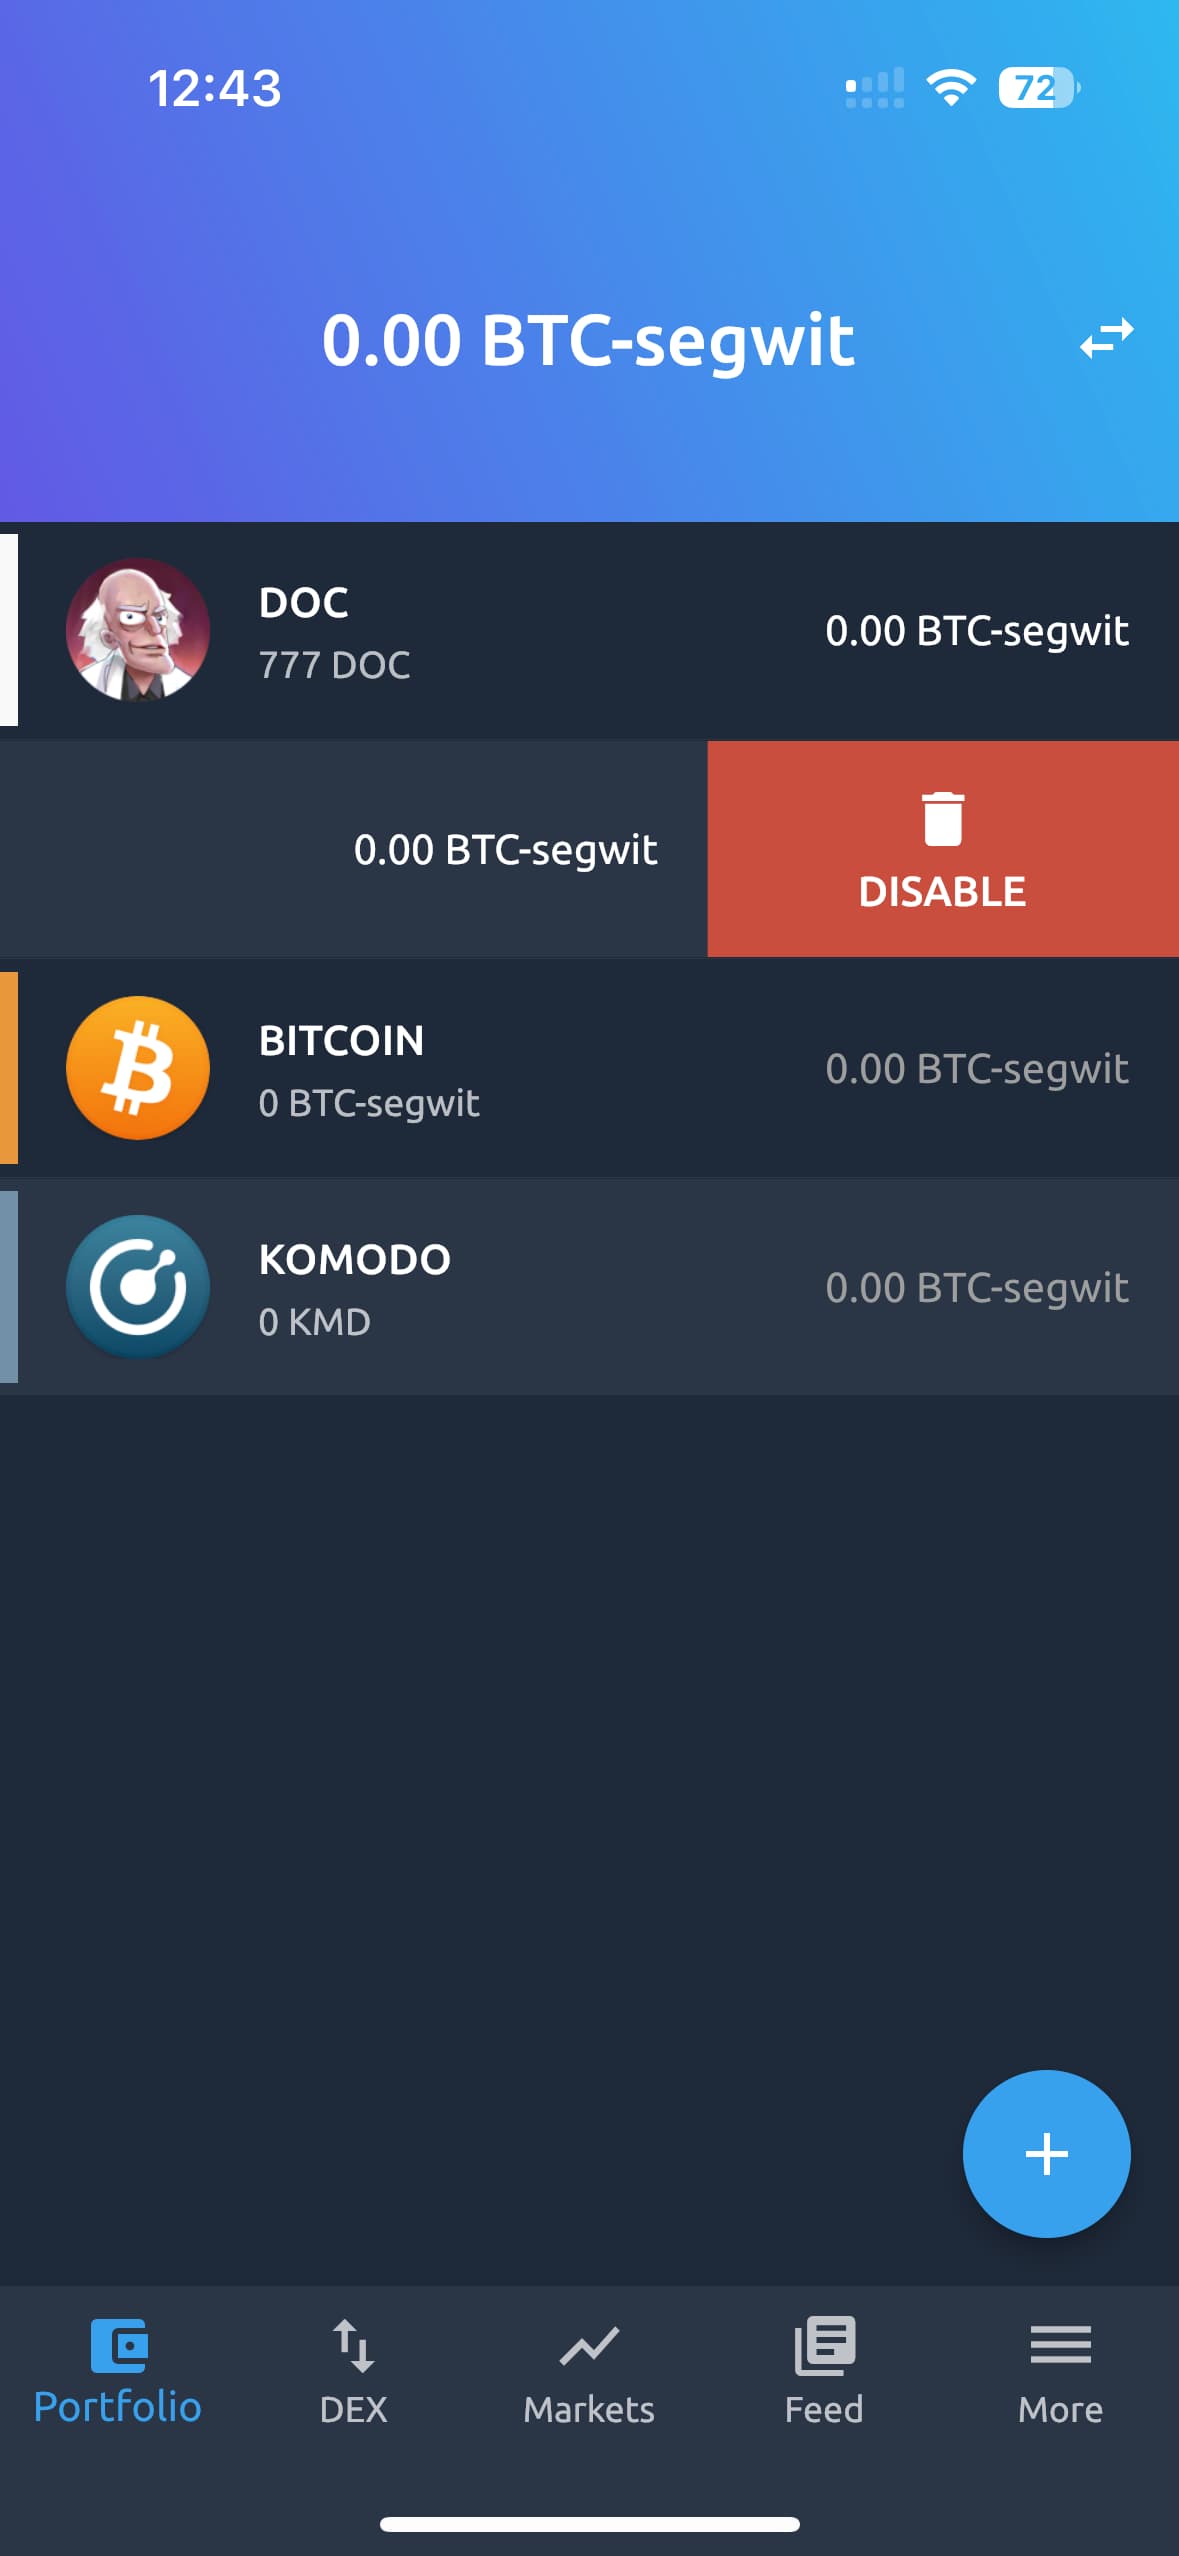 12:43
72
0.00 BTC-segwit
DOC
777 DOC
0.00 BTC-segwit
0.00 BTC-segwit
DISABLE
BITCOIN
0 BTC-segwit
0.00 BTC-segwit
KOMODO
0 KMD
0.00 BTC-segwit
Portfolio
DEX
Markets
Feed
More